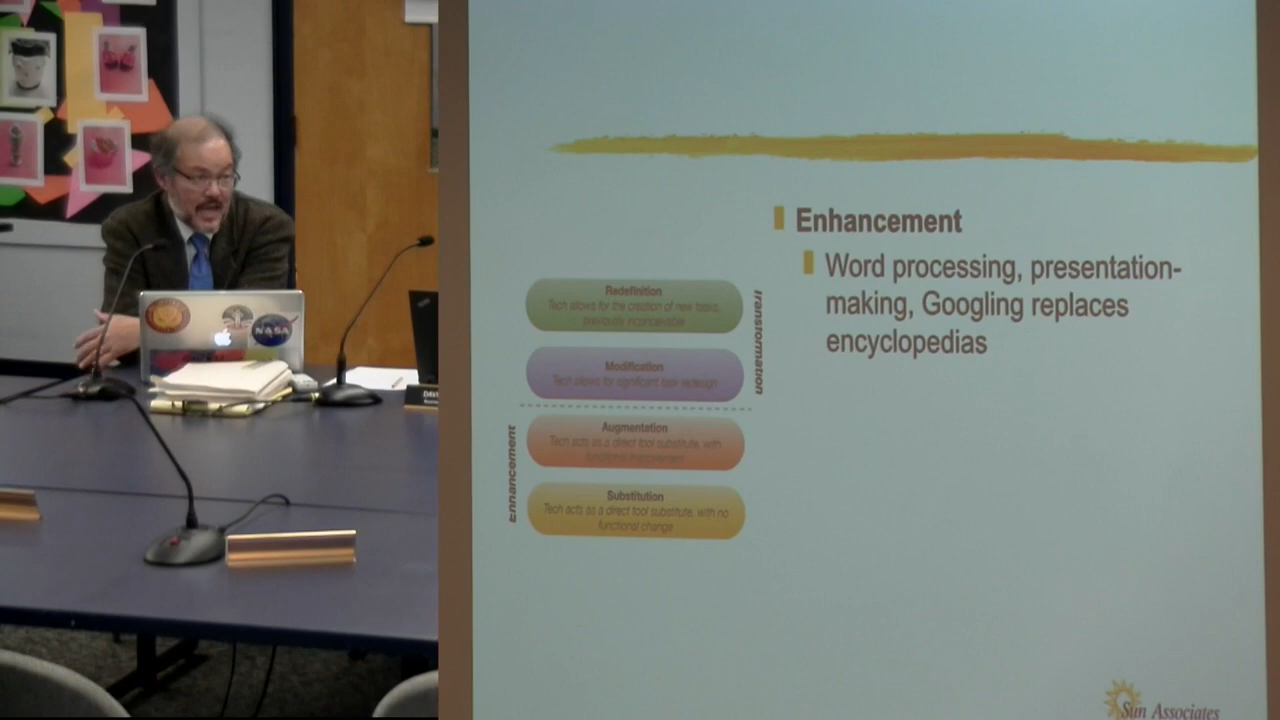 NASA
DAVI
Enhancement
Word processing, presentation-
making, Googling replaces
encyclopedias
Redefinition
Tech allows for the creation of new tasks,
previously inconceivable
Transformation
Modification
Tech allows for significant task redesign
Augmentation
Tech acts as a direct tool substitute, with
functional improvement
Enhancement
Substitution
Tech acts as a direct tool substitute, with no
functional change
Sun Associates